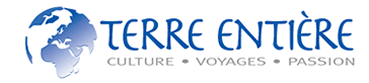 TERRE ENTIÈRE
CULTURE • VOYAGES • PASSION